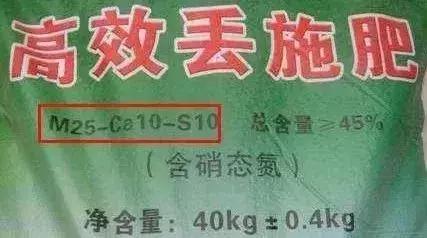 高效丢施肥
M25-Ca10-S10 总含量≥45%
(含硝态氮)
净含量: 40kg±0.4kg